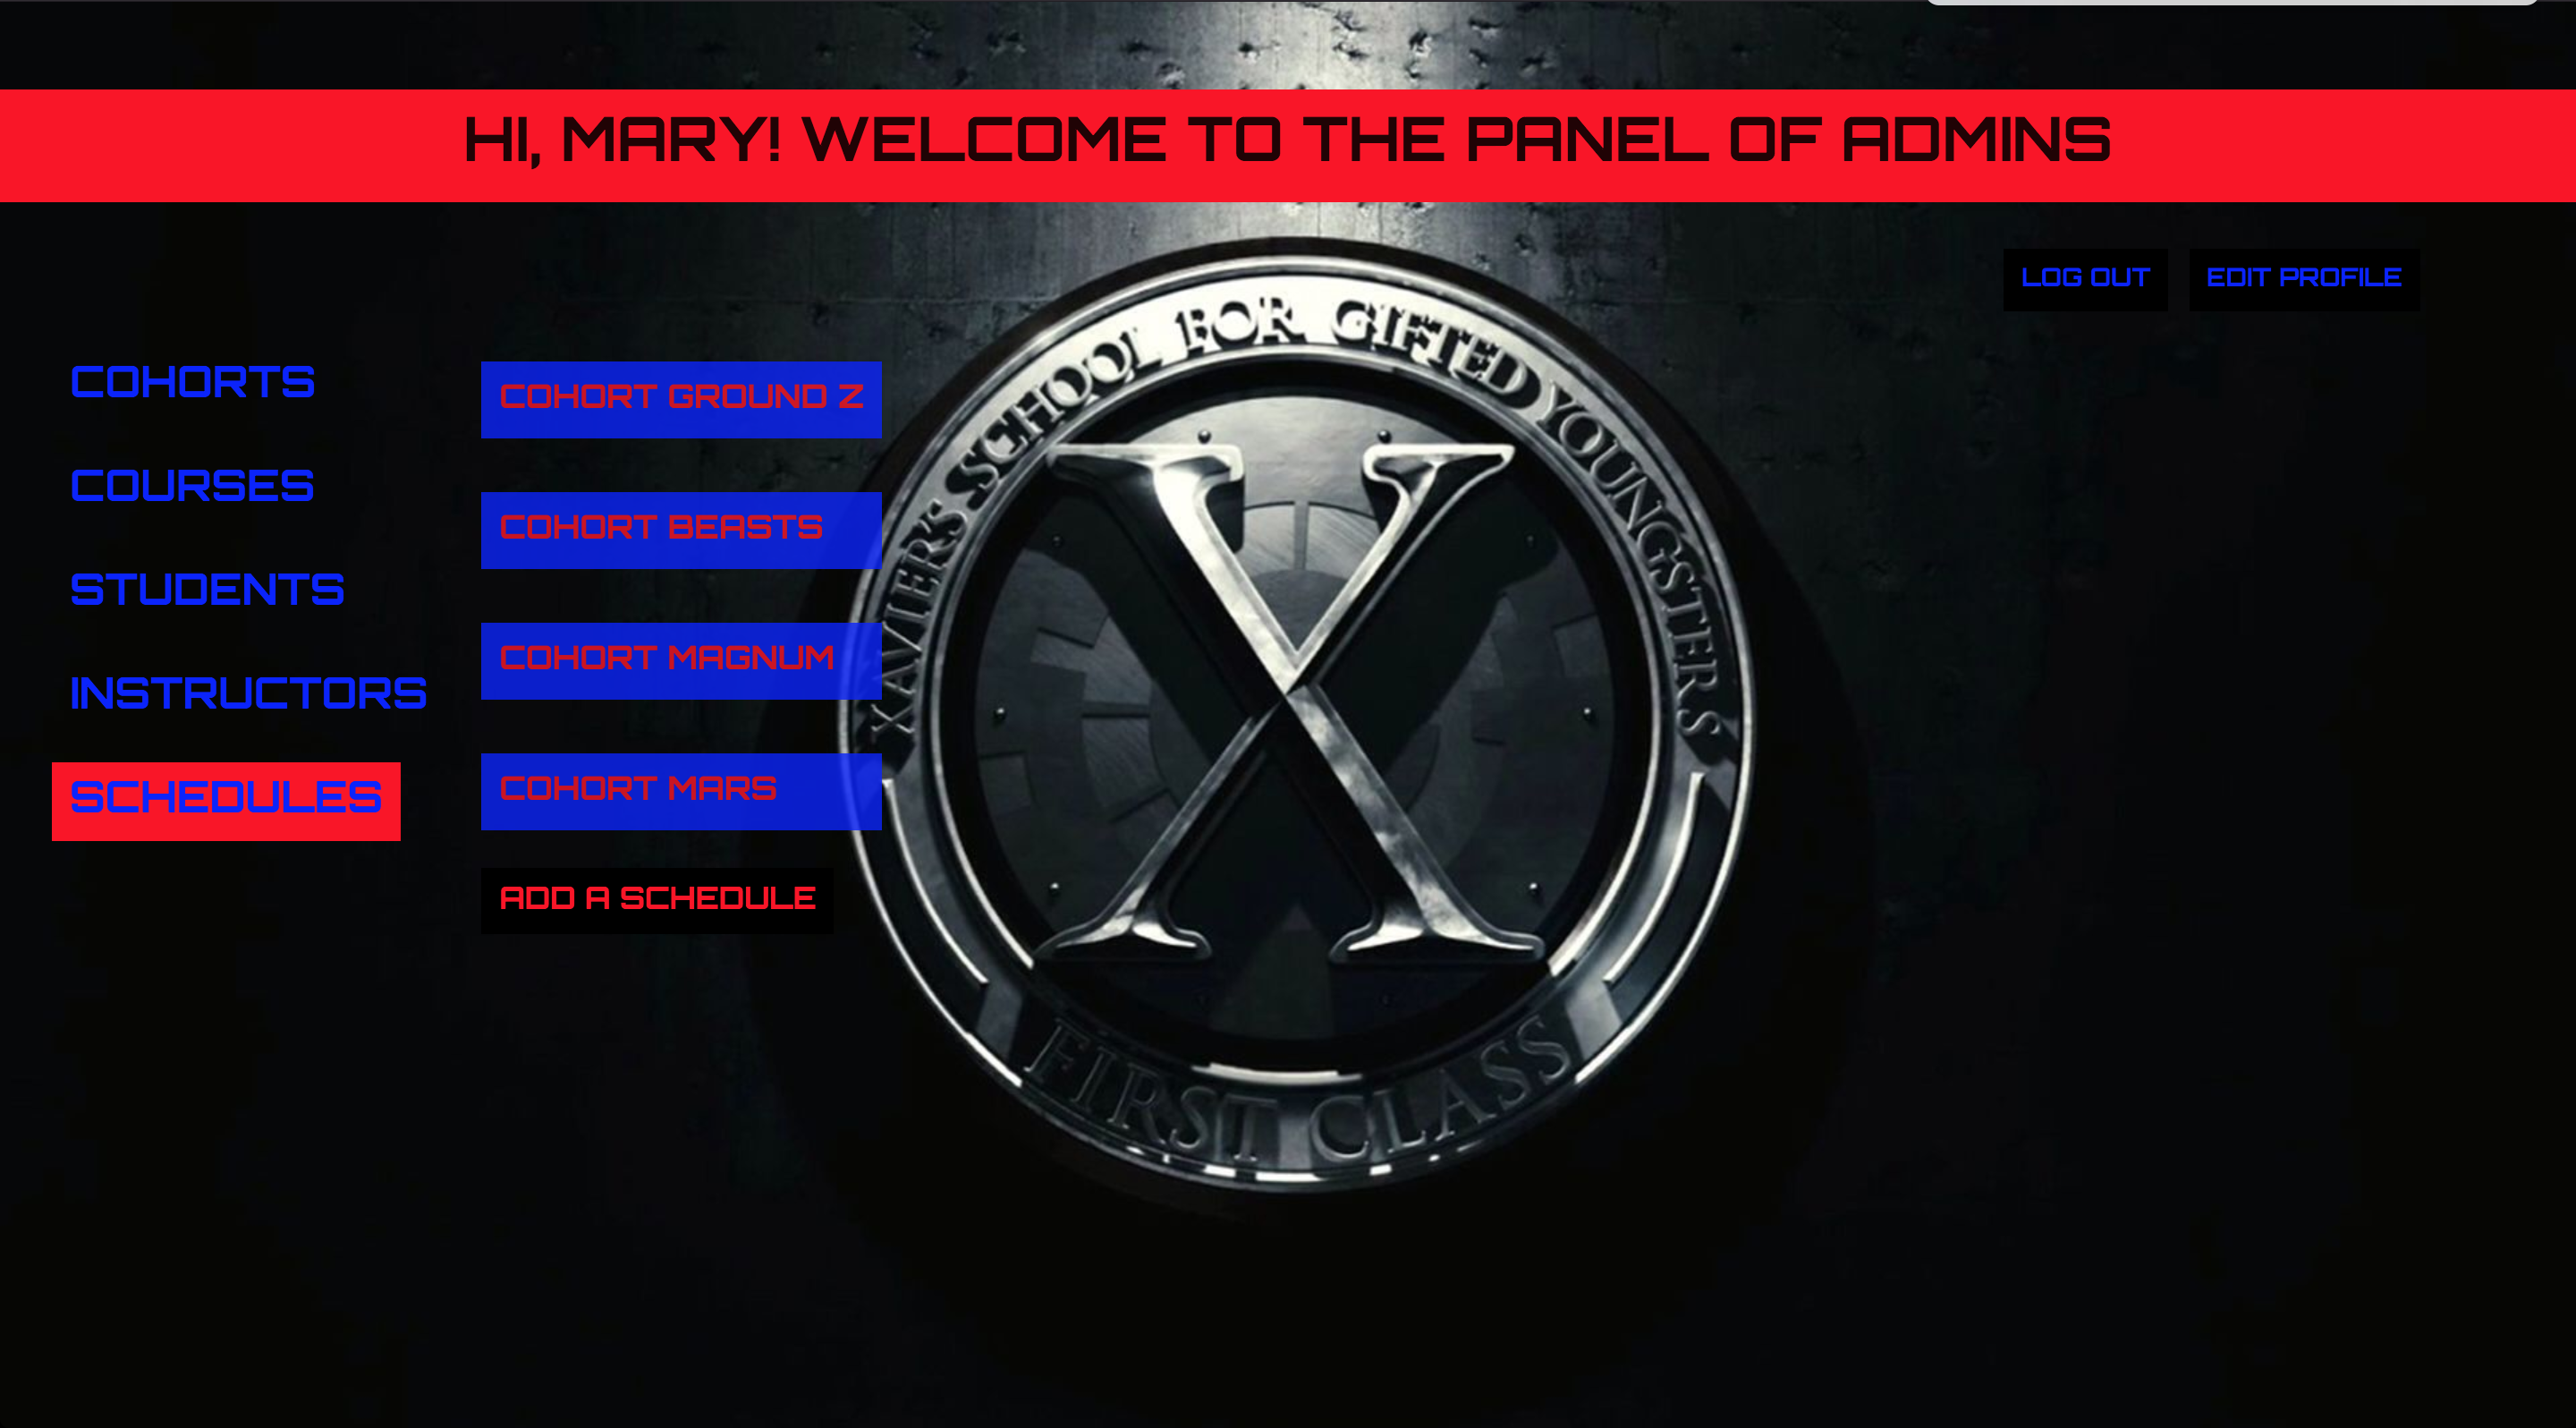 HI, MARY! WELCOME TO THE PANEL OF ADMINS
LOG OUT
EDIT PROFILE
COHORTS
COURSES
STUDENTS
INSTRUCTORS
SCHEDULES
COHORT GROUND Z
COHORT BEASTS
COHORT MAGNUM
COHORT MARS
ADD A SCHEDULE
XAVIER'S SCHOOL FOR GIFTED YOUNGSTERS
X
FIRST CLASS